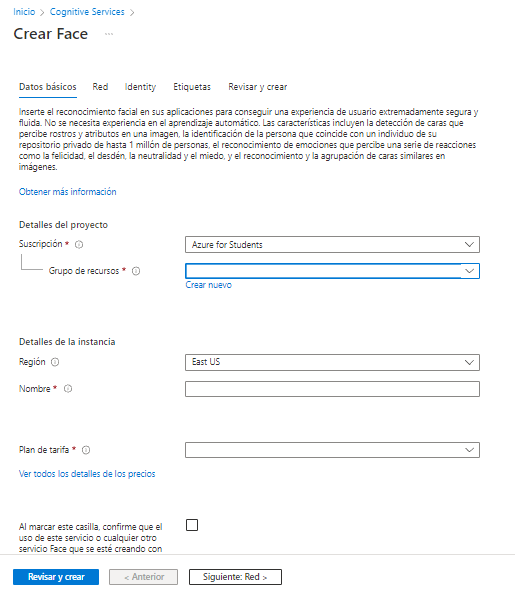 Inicio > Cognitive Services >
Crear Face ...
Datos básicos Red Identity Etiquetas Revisar y crear
Inserte el reconocimiento facial en sus aplicaciones para conseguir una experiencia de usuario extremadamente segura y
fluida. No se necesita experiencia en el aprendizaje automático. Las características incluyen la detección de caras que
percibe rostros y atributos en una imagen, la identificación de la persona que coincide con un individuo de su
repositorio privado de hasta 1 millón de personas, el reconocimiento de emociones que percibe una serie de reacciones
como la felicidad, el desdén, la neutralidad y el miedo, y el reconocimiento y la agrupación de caras similares en
imágenes.
Obtener más información
Detalles del proyecto
Suscripción * Azure for Students
Grupo de recursos *
Crear nuevo
Detalles de la instancia
Región East US
Nombre *
Plan de tarifa *
Ver todos los detalles de los precios
Al marcar este casilla, confirme que el
uso de este servicio o cualquier otro
servicio Face que se esté creando con
Revisar y crear < Anterior Siguiente: Red >